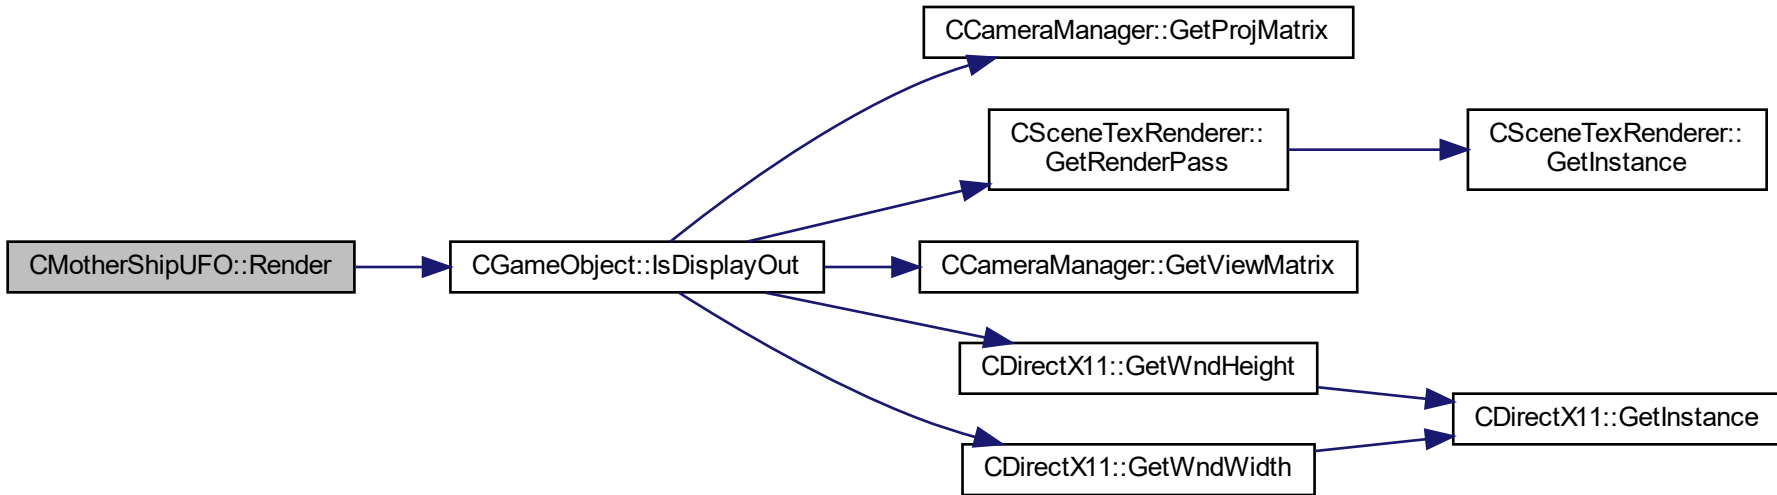 CCameraManager::GetProjMatrix
CSceneTexRenderer::
GetRenderPass
CSceneTexRenderer::
GetInstance
CMotherShipUFO::Render
CGameObject::IsDisplayOut
CCameraManager::GetViewMatrix
CDirectX11::GetWndHeight
CDirectX11::GetInstance
CDirectX11::GetWndWidth